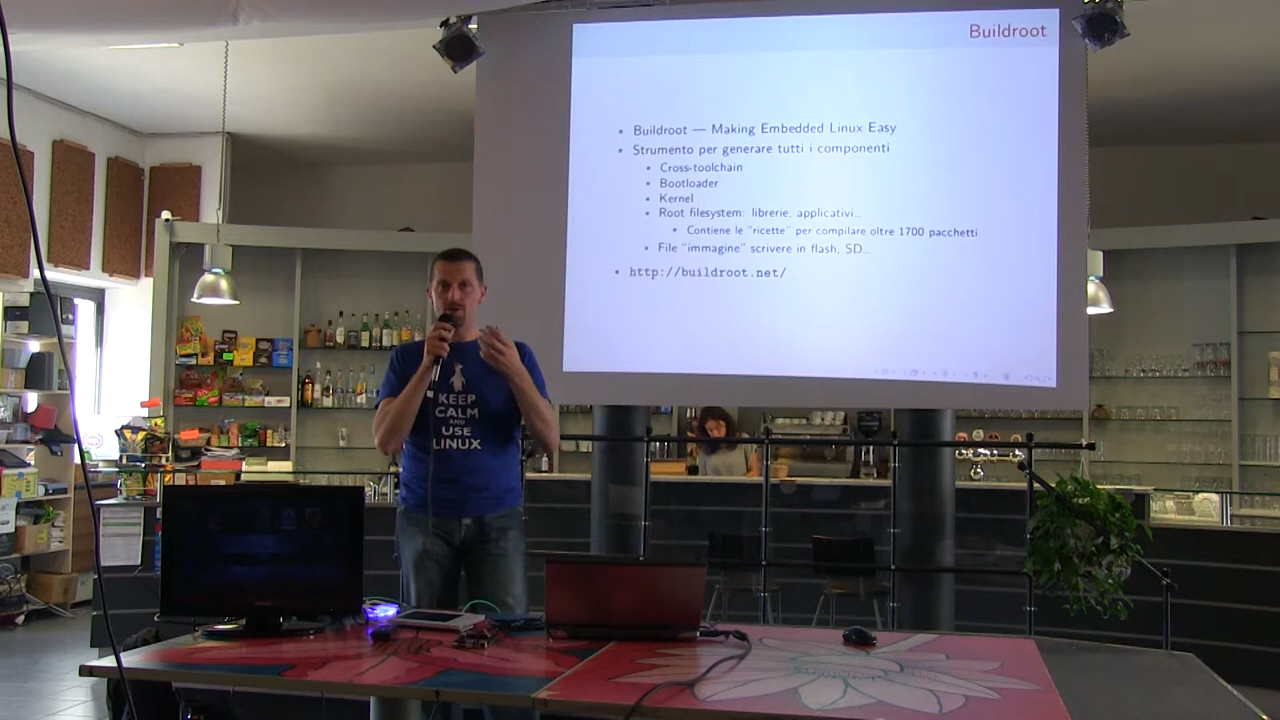 Buildroot
Buildroot — Making Embedded Linux Easy
Strumento per generare tutti i componenti
Cross-toolchain
Bootloader
Kernel
Root filesystem: librerie, applicativi...
Contiene le "ricette" per compilare oltre 1700 pacchetti
File "immagine" scrivere in flash, SD...
http://buildroot.net/
KEEP
CALM
AND
USE
LINUX